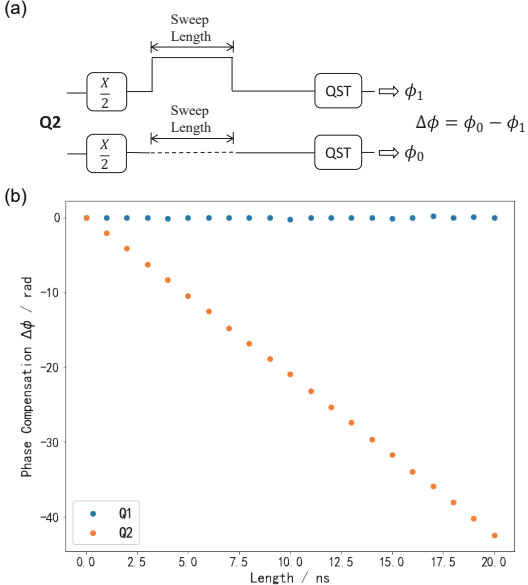 (a)
Sweep
Length
X/2
QST
ϕ1
Q2
Sweep
Length
Δϕ = ϕ0 − ϕ1
X/2
QST
ϕ0
(b)
0
−10
−20
−30
−40
Phase Compensation Δϕ / rad
Q1
Q2
0.0 2.5 5.0 7.5 10.0 12.5 15.0 17.5 20.0
Length / ns